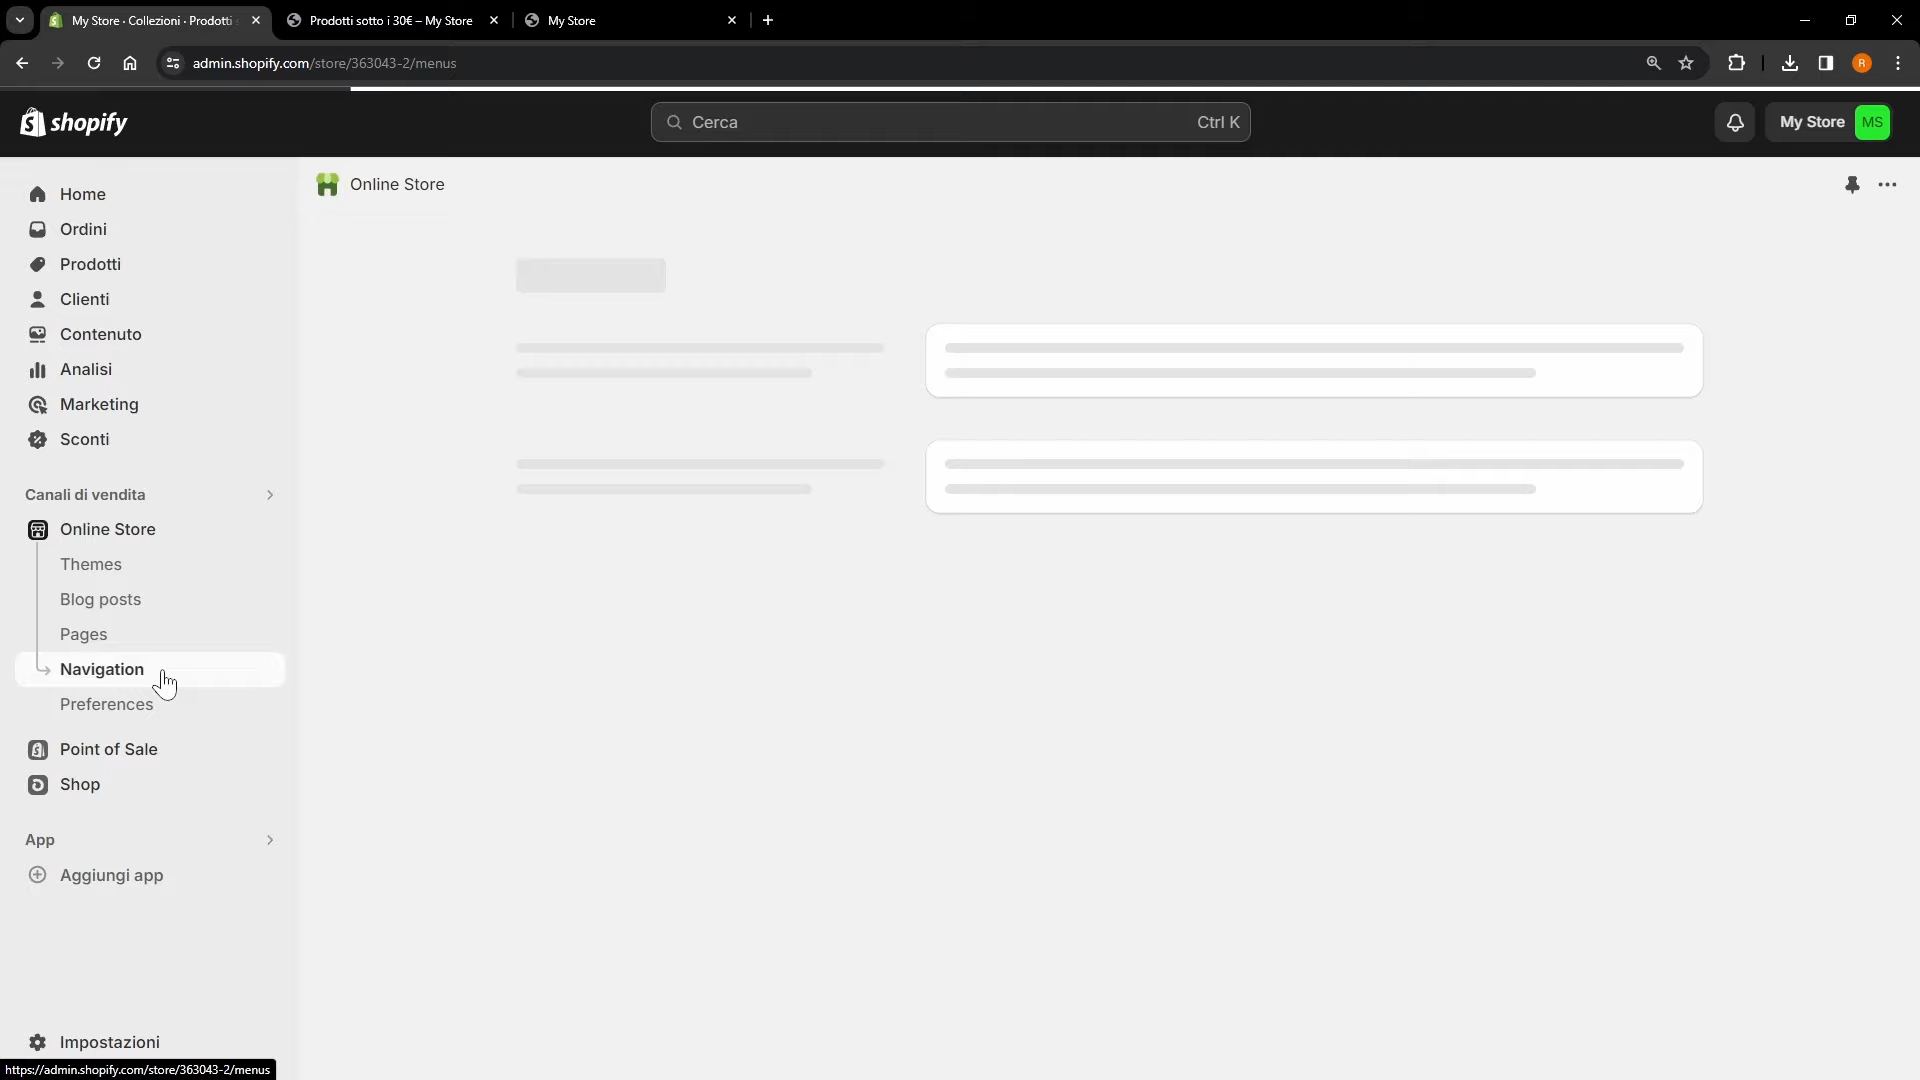 My Store · Collezioni · Prodotti
Prodotti sotto i 30€ – My Store
My Store
admin.shopify.com/store/363043-2/menus
R
shopify
Cerca
Ctrl K
My Store
MS
Online Store
Home
Ordini
Prodotti
Clienti
Contenuto
Analisi
Marketing
Sconti
Canali di vendita
Online Store
Themes
Blog posts
Pages
Navigation
Preferences
Point of Sale
Shop
App
Aggiungi app
Impostazioni
https://admin.shopify.com/store/363043-2/menus